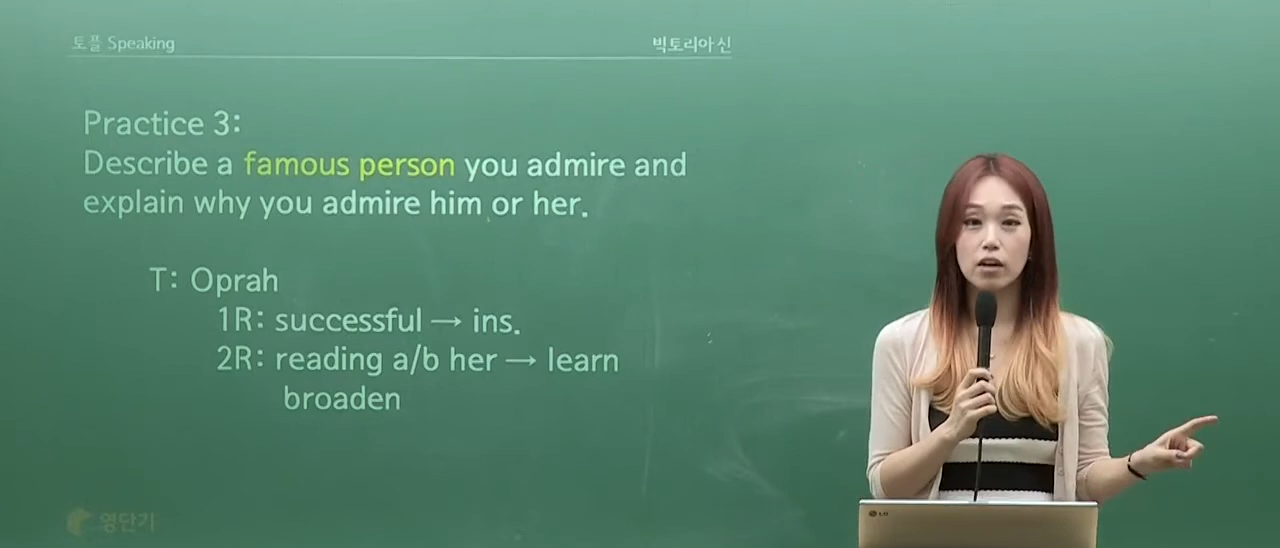 토플 Speaking 빅토리아 신
Practice 3:
Describe a famous person you admire and
explain why you admire him or her.
T: Oprah
1R: successful → ins.
2R: reading a/b her → learn
broaden
영단기
LG